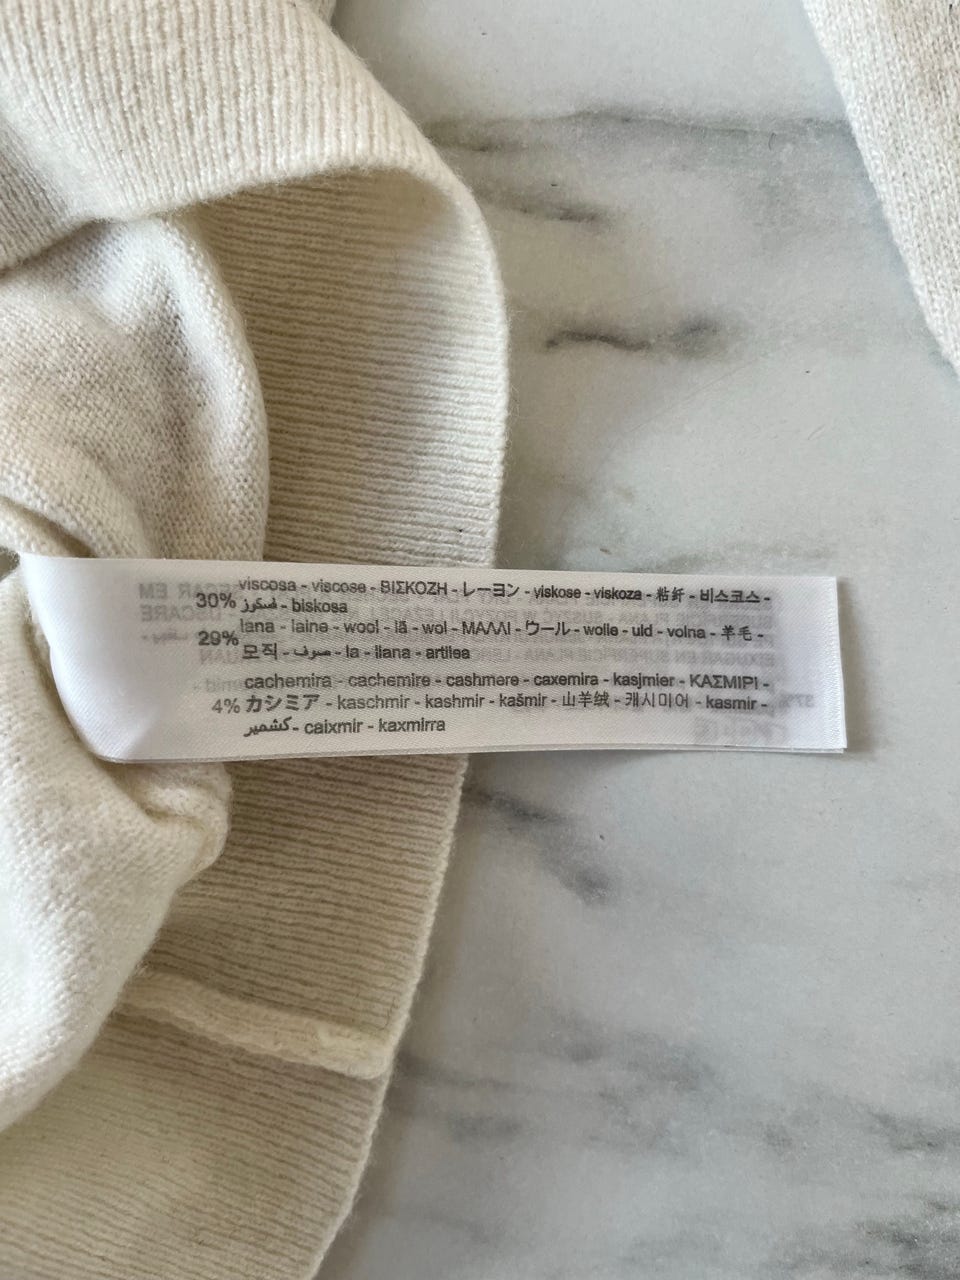 viscosa - viscose - ΒΙΣΚΟΖΗ - レーヨン - viskose - viskoza - 粘纤 - 비스코스 -
30% فسكوز - biskosa
lana - laine - wool - lã - wol - ΜΑΛΛΙ - ウール - wolle - uld - volna - 羊毛 -
29% 모직 - صوف - la - llana - artilea
cachemira - cachemire - cashmere - caxemira - kasjmier - ΚΑΣΜΙΡΙ -
4% カシミア - kaschmir - kashmir - kašmir - 山羊绒 - 캐시미어 - kasmir -
كشمير - caixmir - kaxmirra